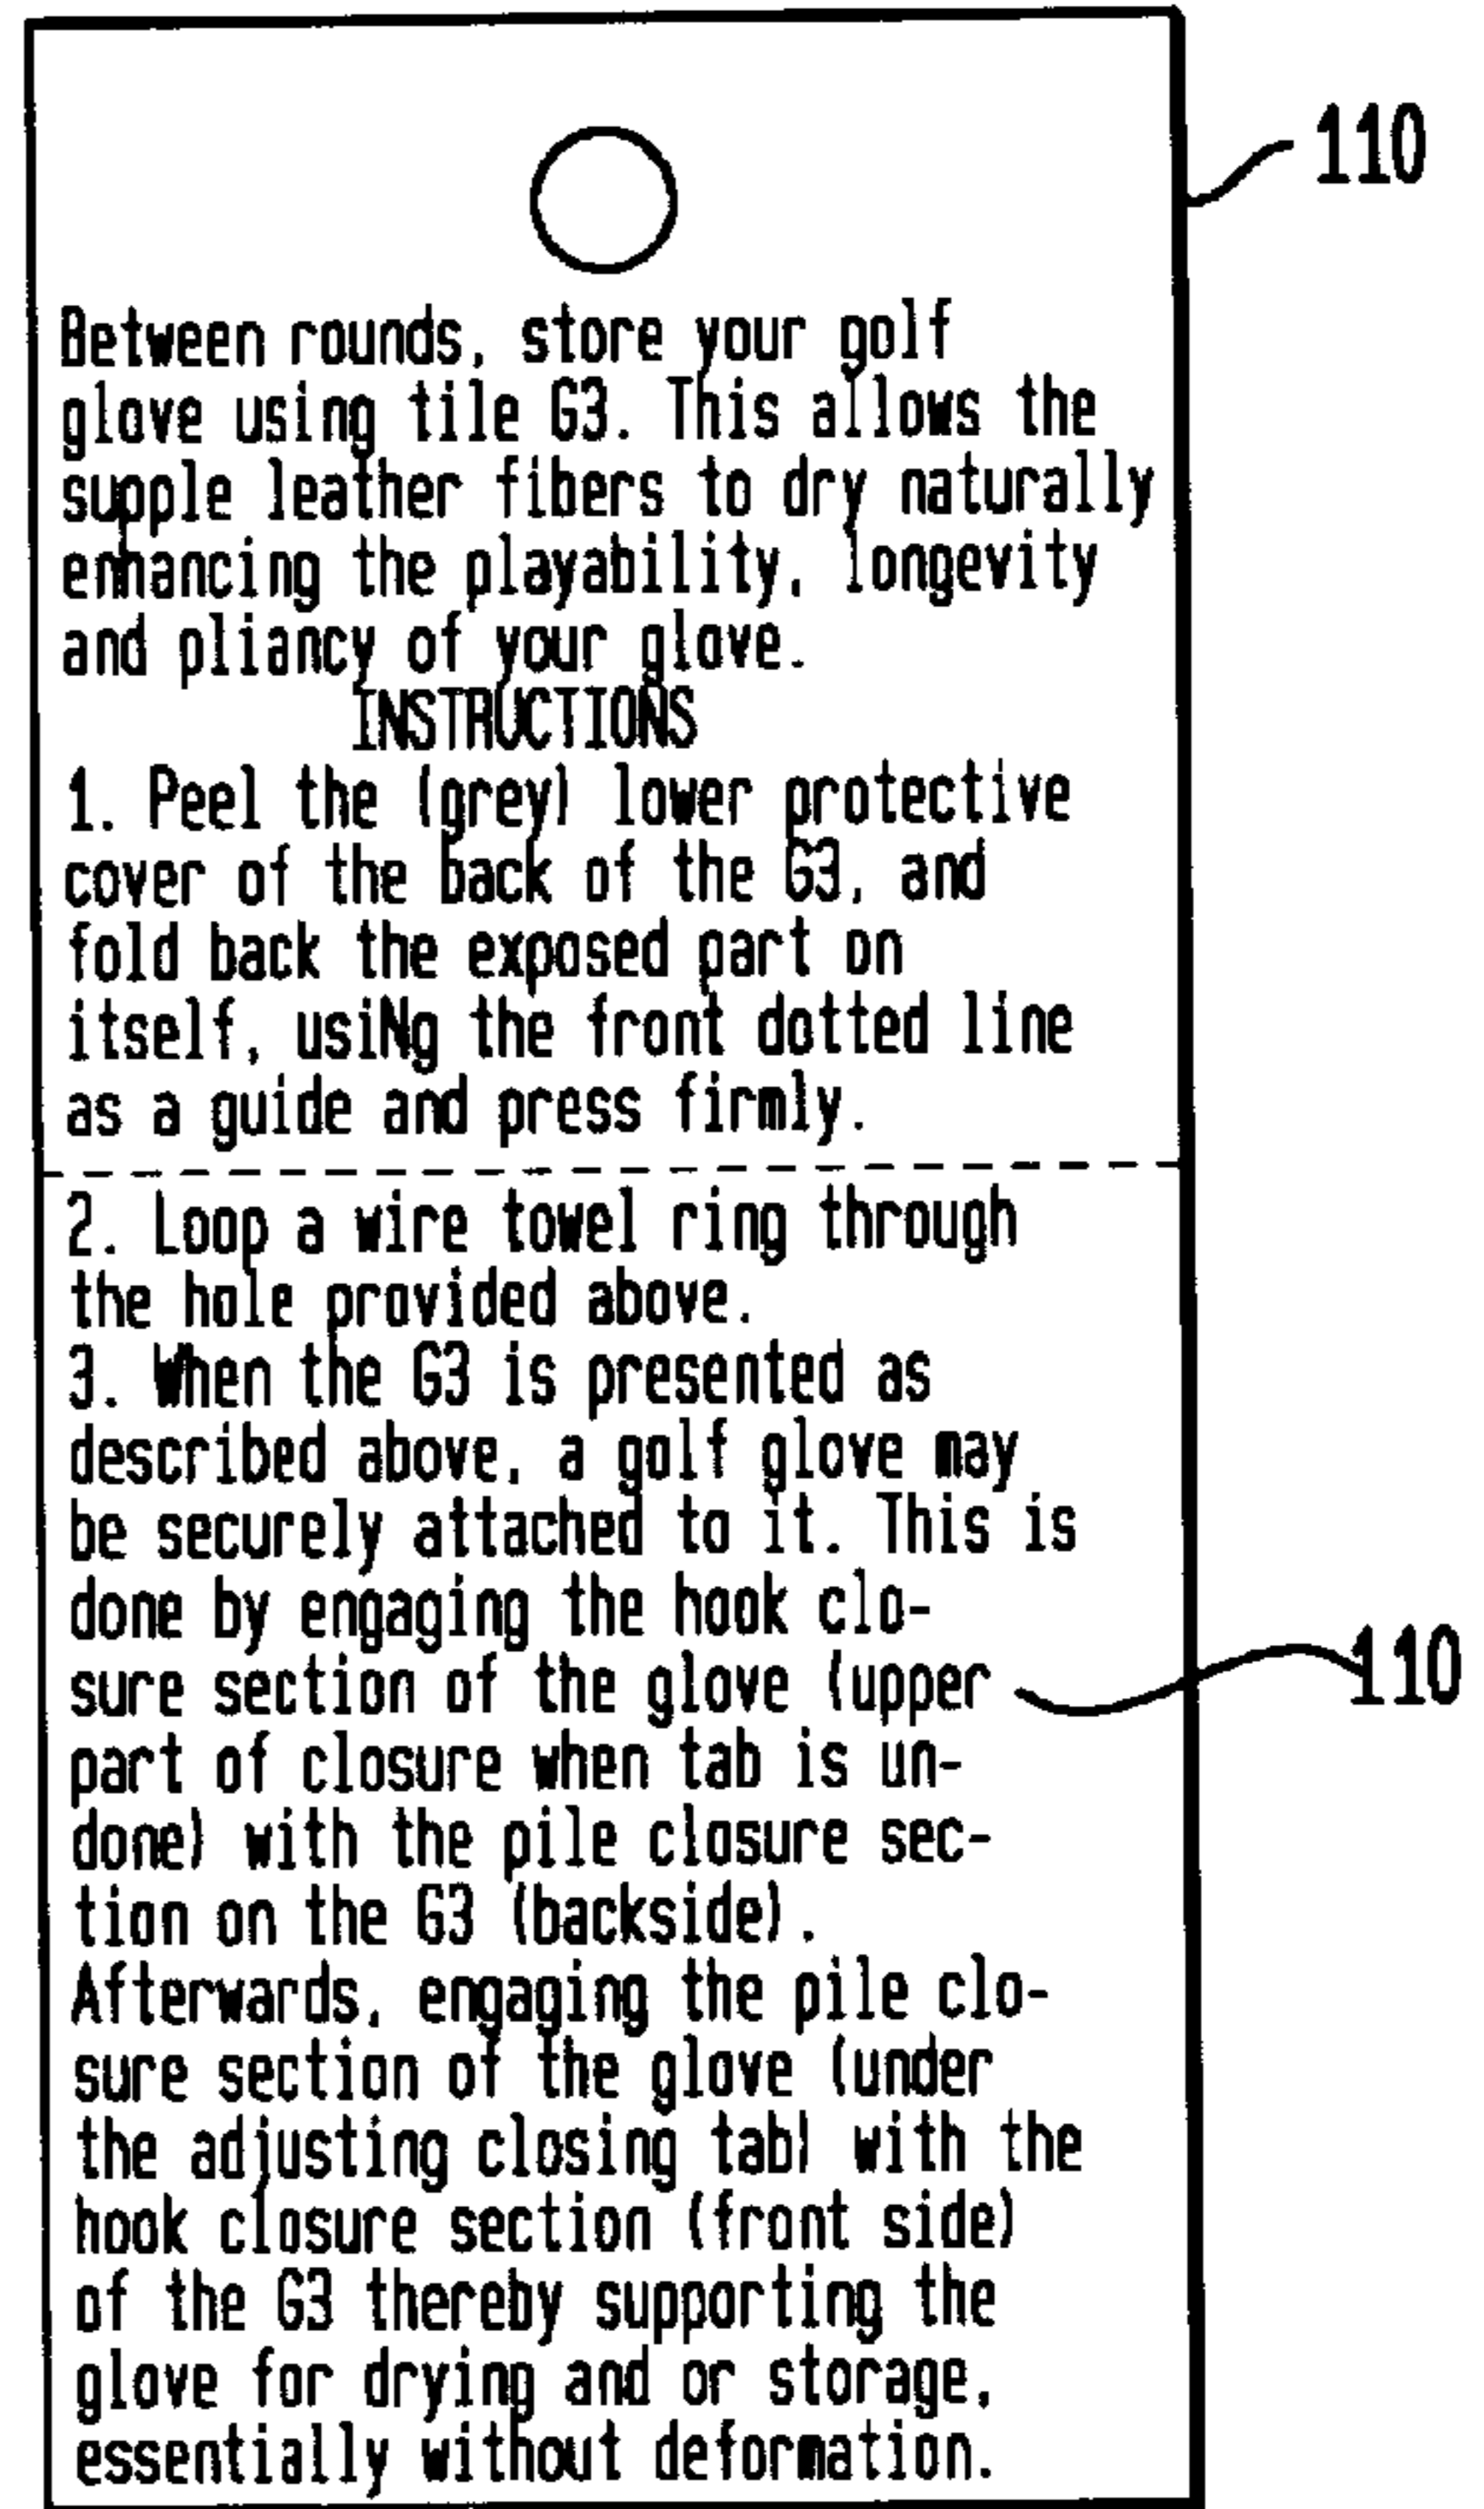 110
Between rounds, store your golf
glove using tile G3. This allows the
supple leather fibers to dry naturally
enhancing the playability, longevity
and pliancy of your glove.
INSTRUCTIONS
1. Peel the (grey) lower protective
cover of the back of the G3, and
fold back the exposed part on
itself, usiNg the front dotted line
as a guide and press firmly.
2. Loop a wire towel ring through
the hole provided above.
3. When the G3 is presented as
described above, a golf glove may
be securely attached to it. This is
done by engaging the hook clo-
sure section of the glove (upper
110
part of closure when tab is un-
done) with the pile closure sec-
tion on the G3 (backside).
Afterwards, engaging the pile clo-
sure section of the glove (under
the adjusting closing tab) with the
hook closure section (front side)
of the G3 thereby supporting the
glove for drying and or storage,
essentially without deformation.